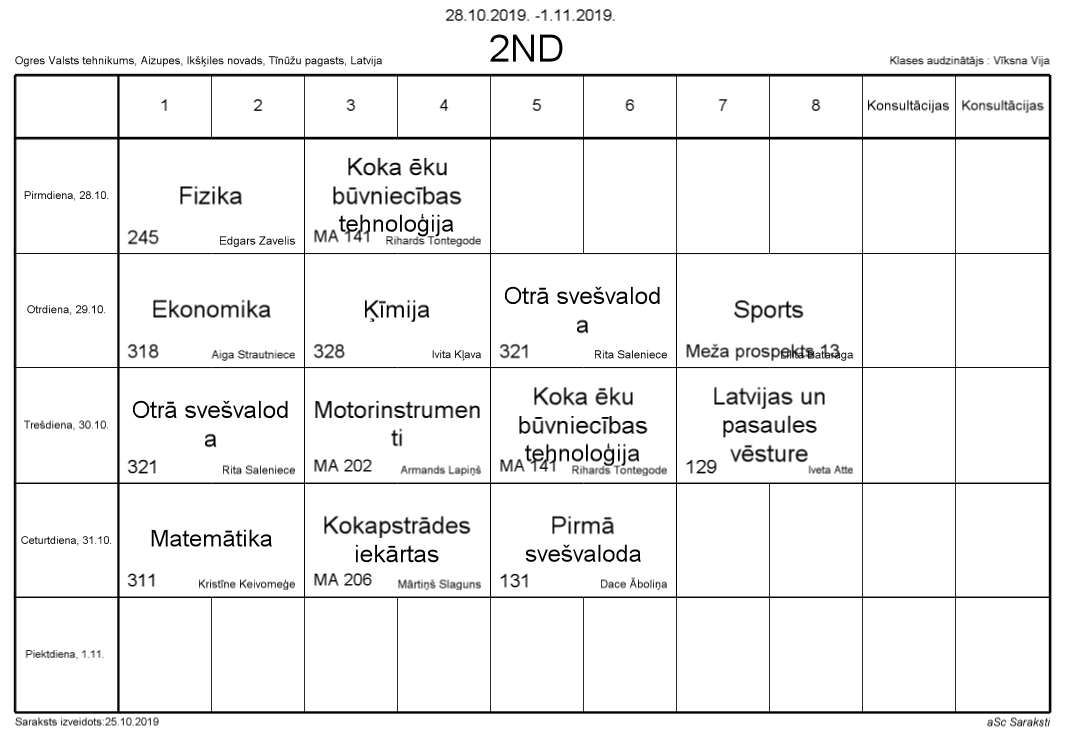 28.10.2019. -1.11.2019.
2ND
Ogres Valsts tehnikums, Aizupes, Ikšķiles novads, Tīnūžu pagasts, Latvija
Klases audzinātājs : Vīksna Vija
1 2 3 4 5 6 7 8 Konsultācijas Konsultācijas
Pirmdiena, 28.10.
Fizika
245 Edgars Zavelis
Koka ēku
būvniecības
tehnoloģija
MA 141 Rihards Tontegode
Otrdiena, 29.10.
Ekonomika
318 Aiga Strautniece
Ķīmija
328 Ivita Kļava
Otrā svešvalod
a
321 Rita Saleniece
Sports
Meža prospekts 13 Bataraga
Trešdiena, 30.10.
Otrā svešvalod
a
321 Rita Saleniece
Motorinstrumen
ti
MA 202 Armands Lapiņš
Koka ēku
būvniecības
tehnoloģija
MA 141 Rihards Tontegode
Latvijas un
pasaules
vēsture
129 Iveta Atte
Ceturtdiena, 31.10.
Matemātika
311 Kristīne Keivomeģe
Kokapstrādes
iekārtas
MA 206 Mārtiņš Slaguns
Pirmā
svešvaloda
131 Dace Āboliņa
Piektdiena, 1.11.
Saraksts izveidots:25.10.2019
aSc Saraksti